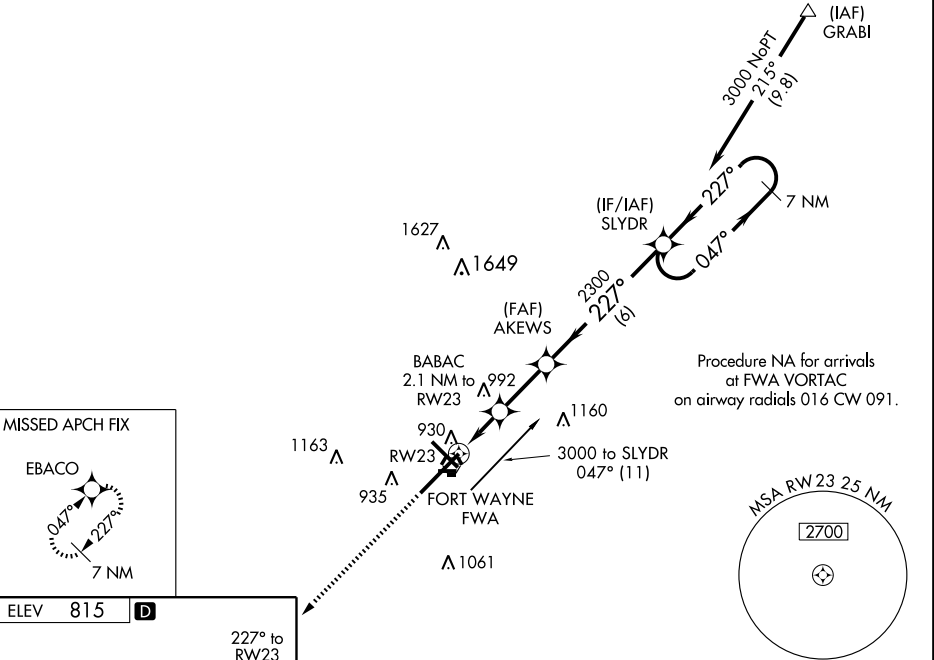 (IAF)
GRABI
3000 NoPT
215°
(9.8)
227°
047°
7 NM
(IF/IAF)
SLYDR
1627
1649
2300
227°
(6)
(FAF)
AKEWS
BABAC
2.1 NM to
RW23
992
Procedure NA for arrivals
at FWA VORTAC
on airway radials 016 CW 091.
1160
930
1163
RW23
3000 to SLYDR
047° (11)
935
FORT WAYNE
FWA
1061
MISSED APCH FIX
EBACO
047°
227°
7 NM
MSA RW23 25 NM
2700
ELEV 815 D
227° to
RW23